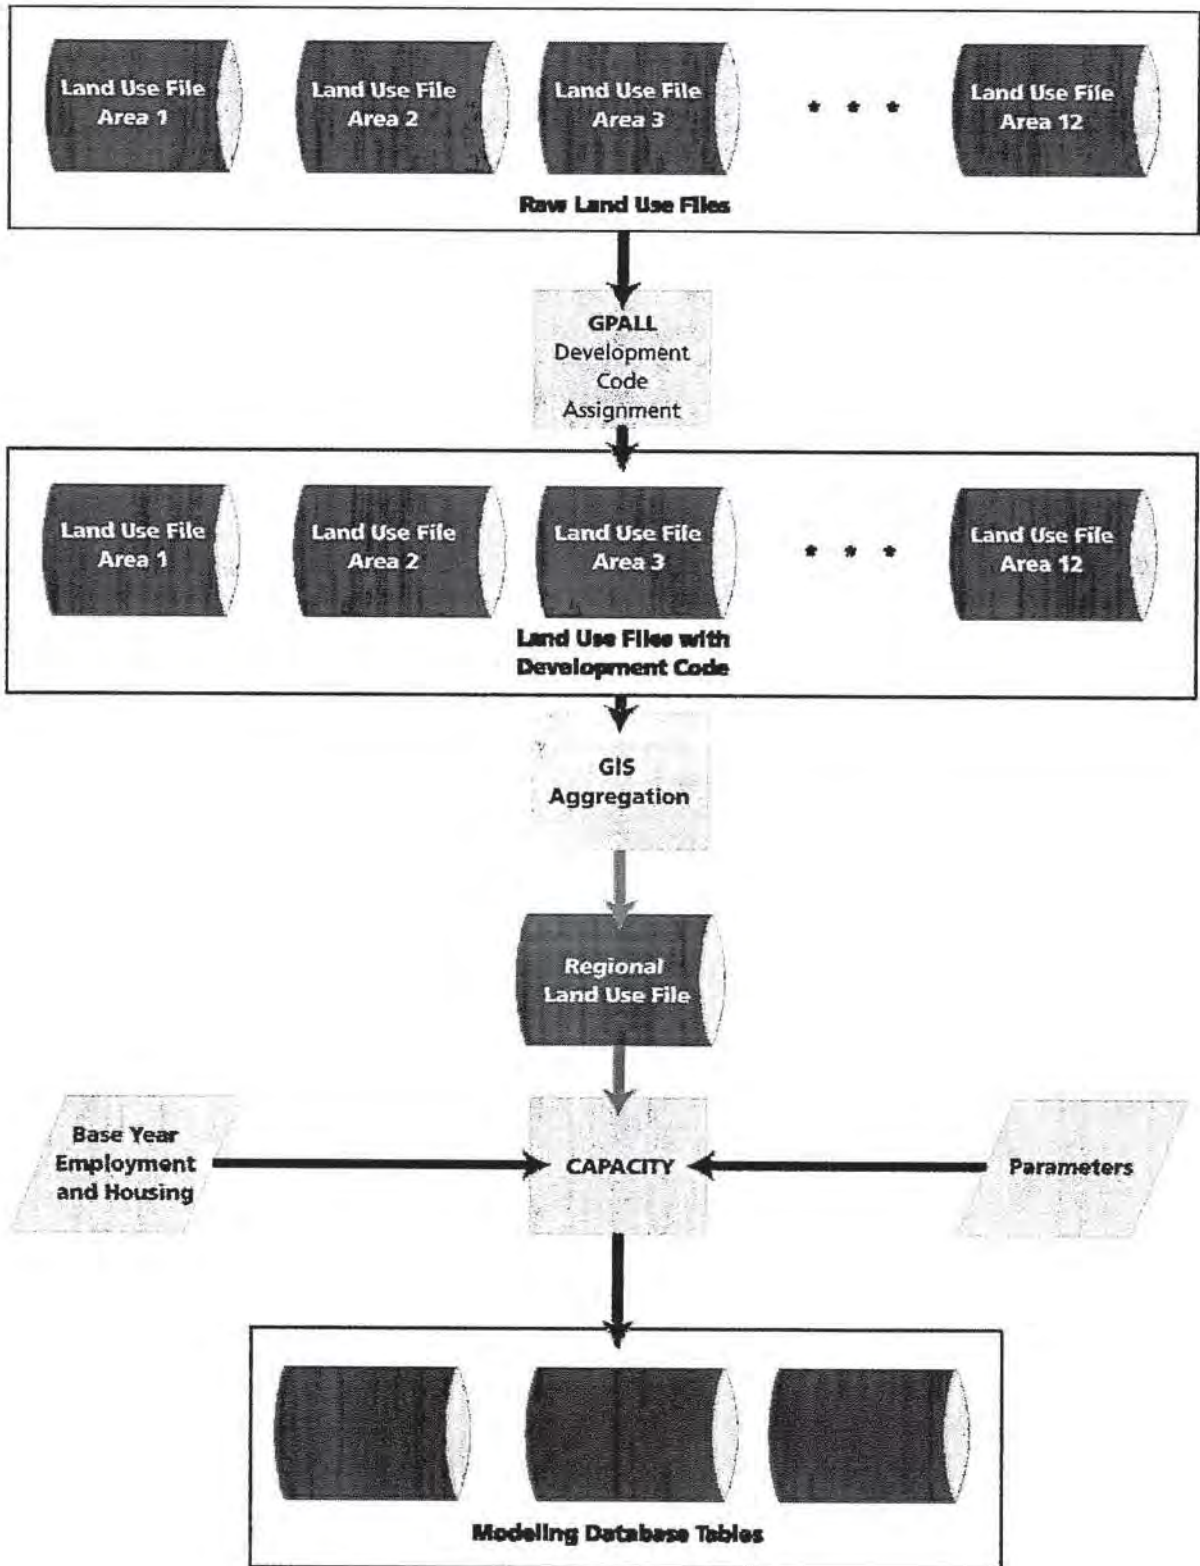 Land Use File
Area 1
Land Use File
Area 2
Land Use File
Area 3
* * *
Land Use File
Area 12
Raw Land Use Files
GPALL
Development
Code
Assignment
Land Use File
Area 1
Land Use File
Area 2
Land Use File
Area 3
* * *
Land Use File
Area 12
Land Use Files with
Development Code
GIS
Aggregation
Regional
Land Use File
Base Year
Employment
and Housing
CAPACITY
Parameters
Modeling Database Tables